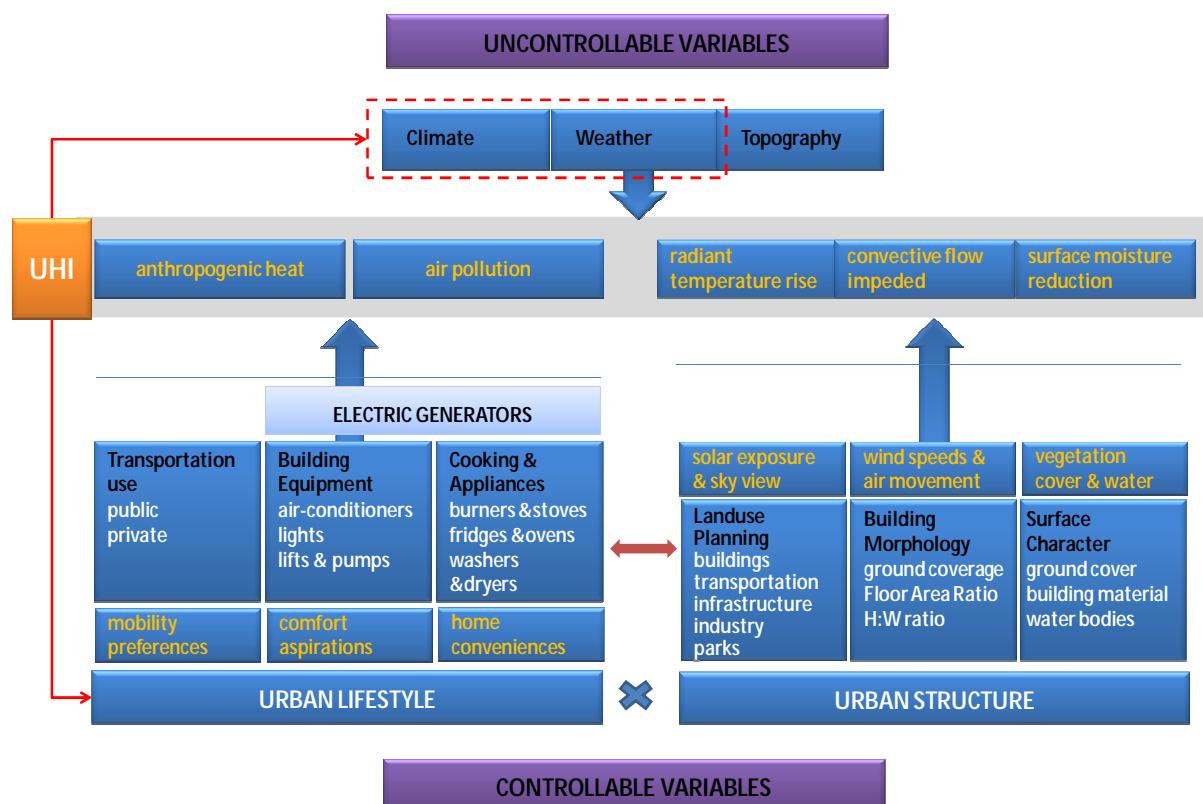 UNCONTROLLABLE VARIABLES
Climate
Weather
Topography
UHI
anthropogenic heat
air pollution
radiant
temperature rise
convective flow
impeded
surface moisture
reduction
ELECTRIC GENERATORS
Transportation
use
public
private
Building
Equipment
air-conditioners
lights
lifts & pumps
Cooking &
Appliances
burners & stoves
fridges & ovens
washers
& dryers
mobility
preferences
comfort
aspirations
home
conveniences
URBAN LIFESTYLE
solar exposure
& sky view
wind speeds &
air movement
vegetation
cover & water
Landuse
Planning
buildings
transportation
infrastructure
industry
parks
Building
Morphology
ground coverage
Floor Area Ratio
H:W ratio
Surface
Character
ground cover
building material
water bodies
URBAN STRUCTURE
CONTROLLABLE VARIABLES